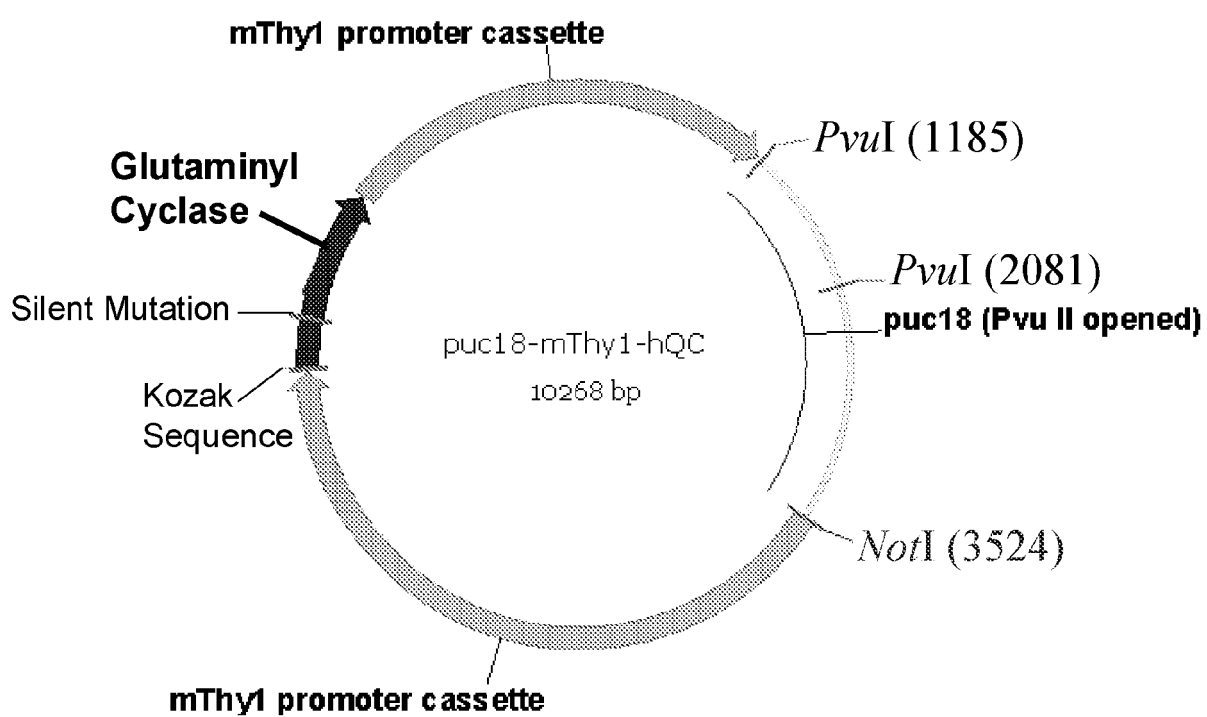 mThy1 promoter cassette
PvuI (1185)
Glutaminyl
Cyclase
PvuI (2081)
Silent Mutation
puc18 (Pvu II opened)
puc18-mThy1-hQC
10268 bp
Kozak
Sequence
NotI (3524)
mThy1 promoter cassette